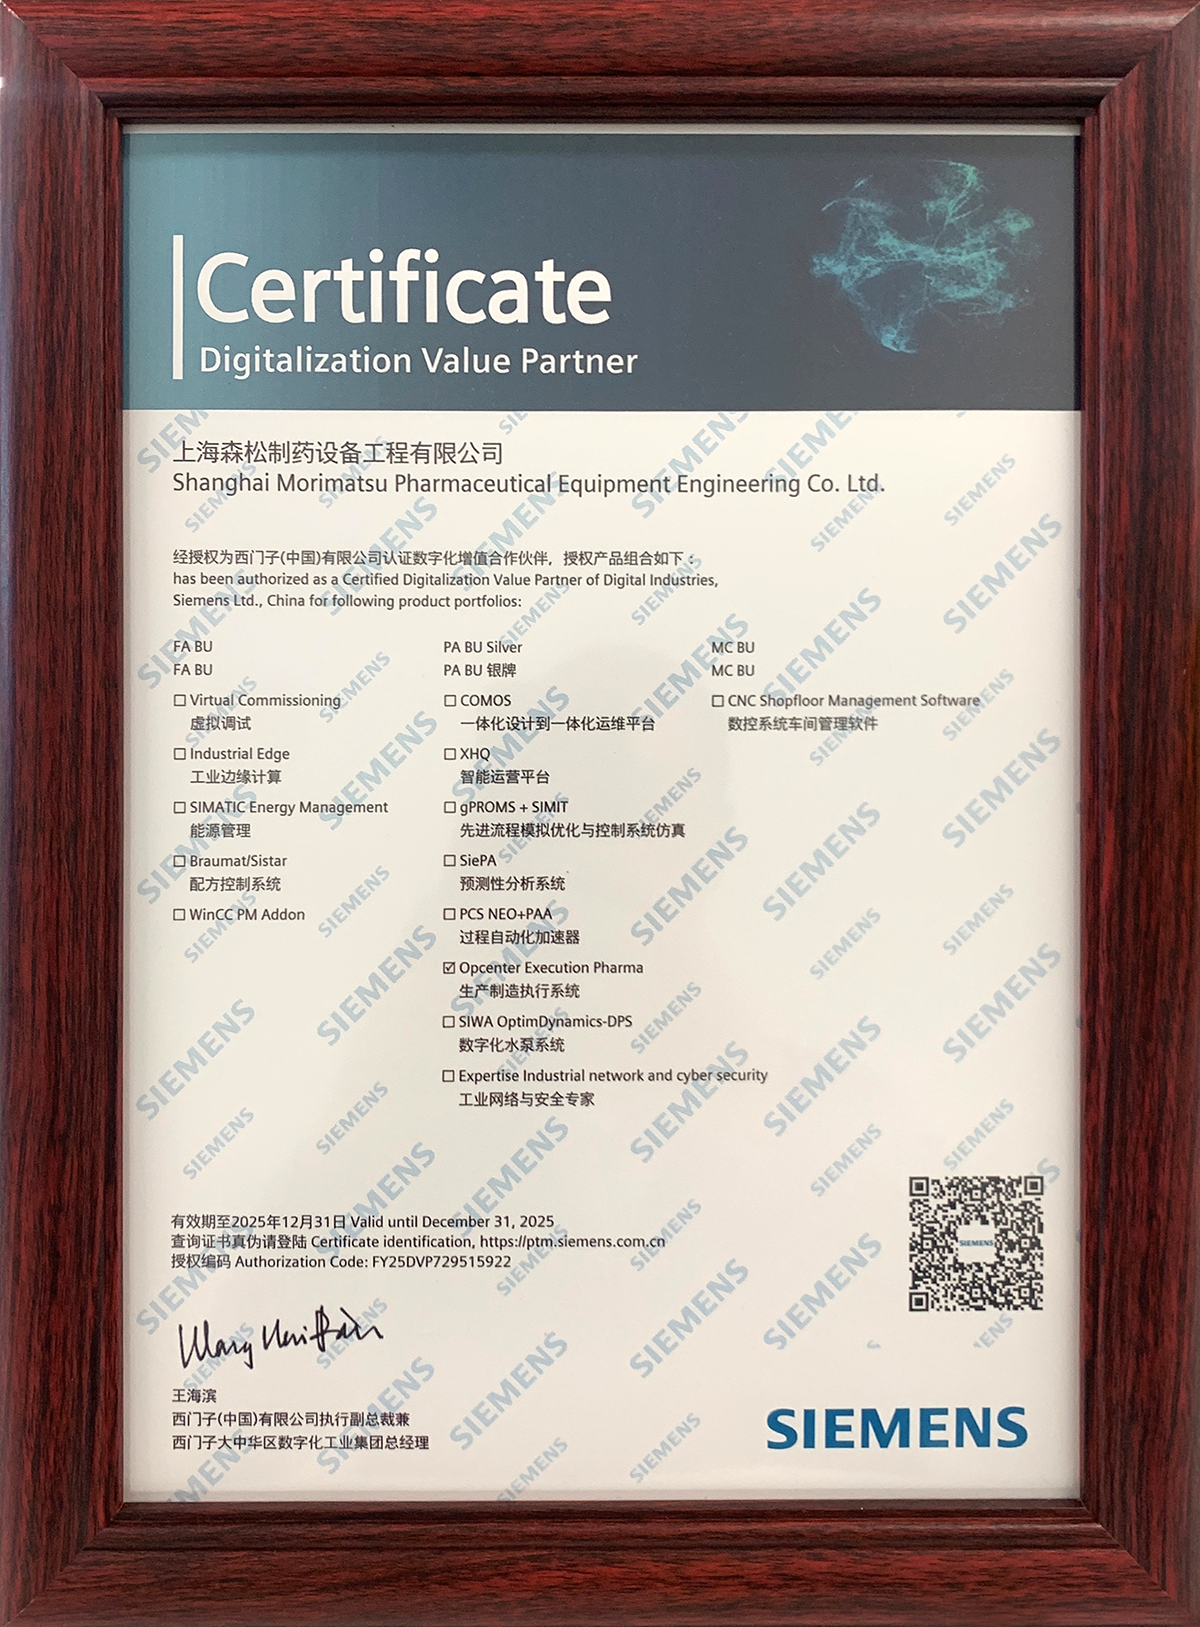 Certificate
Digitalization Value Partner
上海森松制药设备工程有限公司
Shanghai Morimatsu Pharmaceutical Equipment Engineering Co. Ltd.
经授权为西门子(中国)有限公司认证数字化增值合作伙伴，授权产品组合如下：
has been authorized as a Certified Digitalization Value Partner of Digital Industries,
Siemens Ltd., China for following product portfolios:
FA BU
FA BU
☐ Virtual Commissioning
虚拟调试
☐ Industrial Edge
工业边缘计算
☐ SIMATIC Energy Management
能源管理
☐ Braumat/Sistar
配方控制系统
☐ WinCC PM Addon
PA BU Silver
PA BU 银牌
☐ COMOS
一体化设计到一体化运维平台
☐ XHQ
智能运营平台
☐ gPROMS + SIMIT
先进流程模拟优化与控制系统仿真
☐ SiePA
预测性分析系统
☐ PCS NEO+PAA
过程自动化加速器
☑ Opcenter Execution Pharma
生产制造执行系统
☐ SIWA OptimDynamics-DPS
数字化水泵系统
☐ Expertise Industrial network and cyber security
工业网络与安全专家
MC BU
MC BU
☐ CNC Shopfloor Management Software
数控系统车间管理软件
有效期至2025年12月31日 Valid until December 31, 2025
查询证书真伪请登陆 Certificate identification, https://ptm.siemens.com.cn
授权编码 Authorization Code: FY25DVP729515922
SIEMENS
王海滨
西门子(中国)有限公司执行副总裁兼
西门子大中华区数字化工业集团总经理
SIEMENS